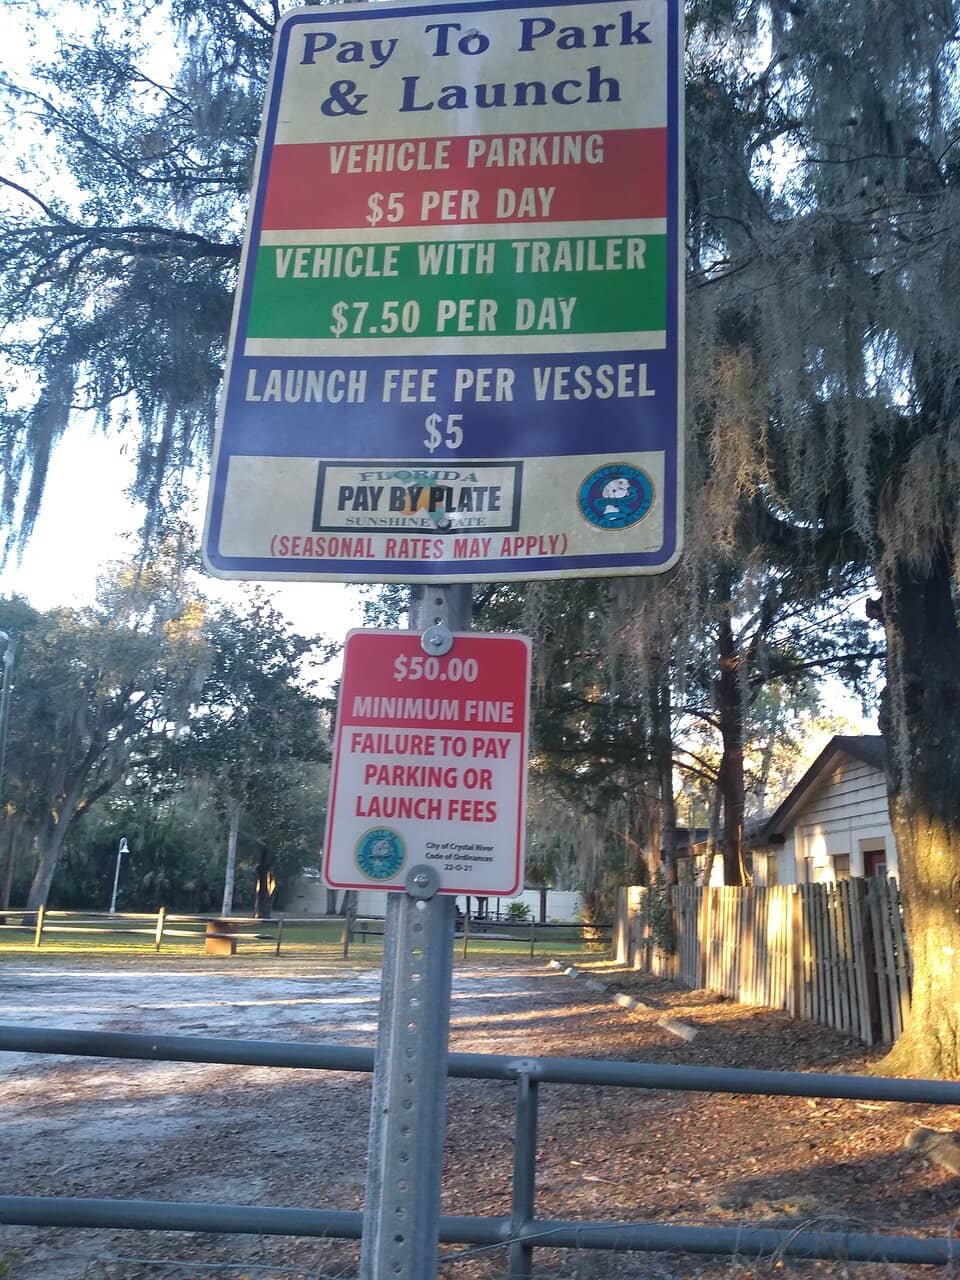 Pay To Park
& Launch
VEHICLE PARKING
$5 PER DAY
VEHICLE WITH TRAILER
$7.50 PER DAY
LAUNCH FEE PER VESSEL
$5
FLORIDA
PAY BY PLATE
SUNSHINE STATE
(SEASONAL RATES MAY APPLY)
$50.00
MINIMUM FINE
FAILURE TO PAY
PARKING OR
LAUNCH FEES
City of Crystal River
Code of Ordinances
22-O-21